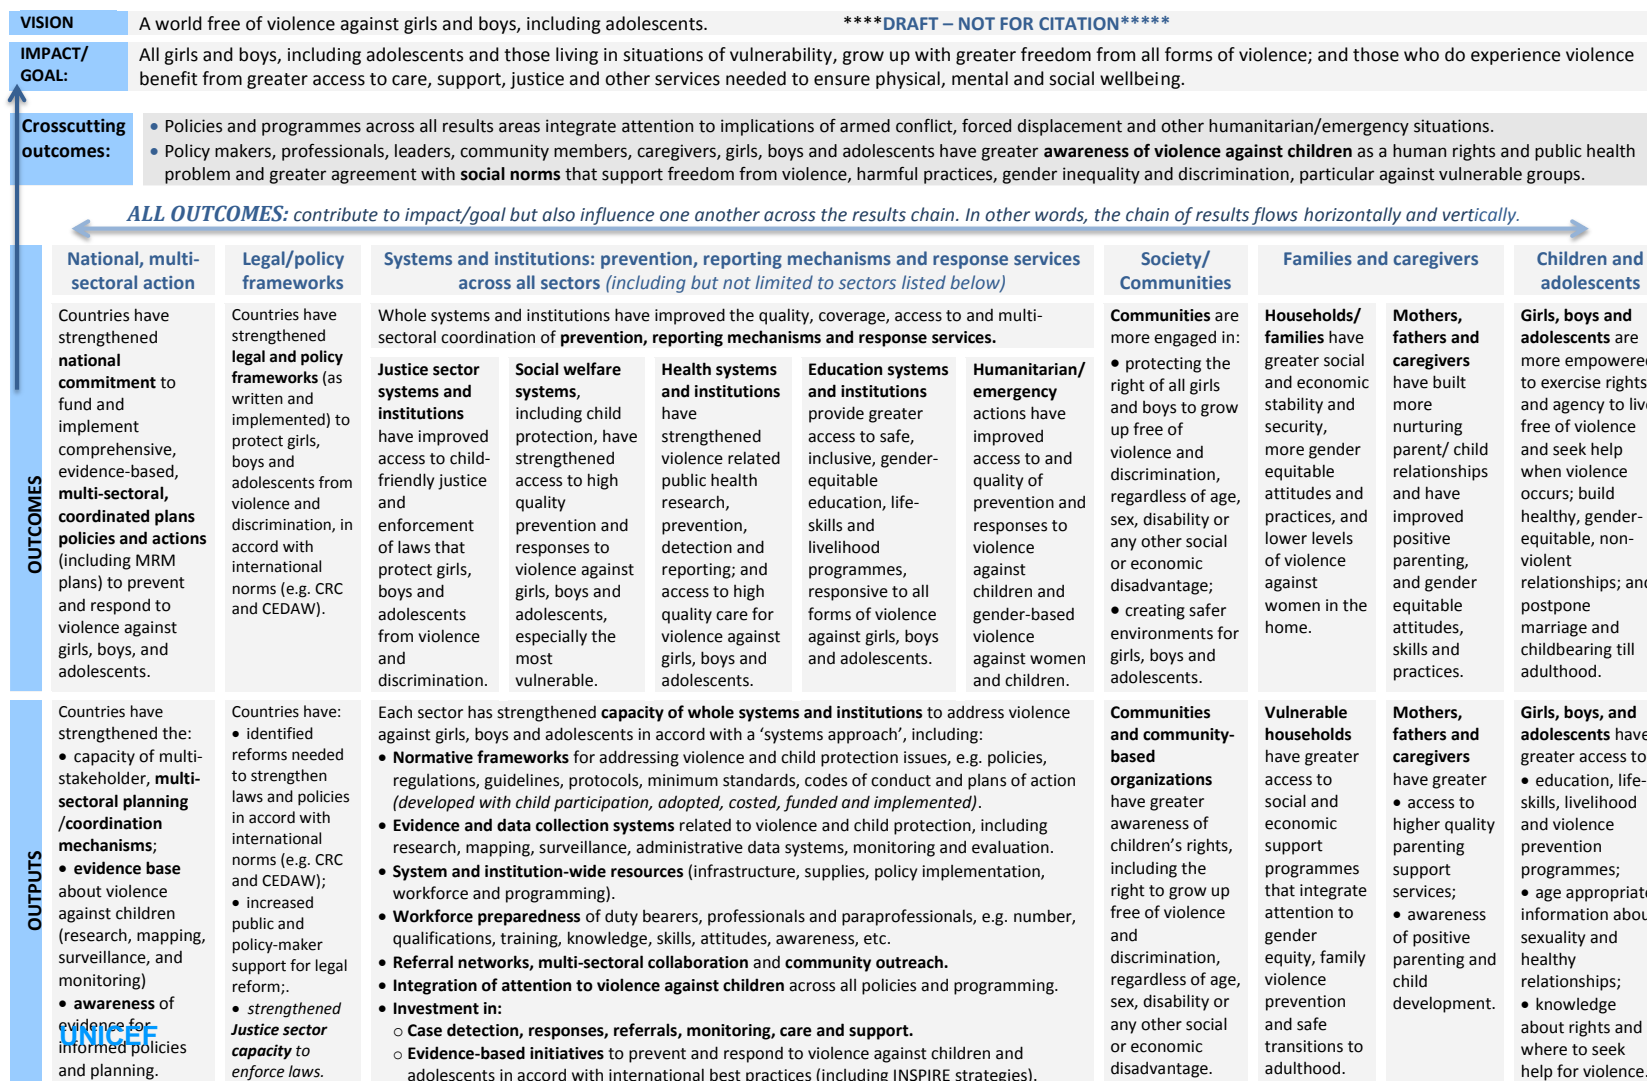 VISION
A world free of violence against girls and boys, including adolescents.
****DRAFT – NOT FOR CITATION*****
IMPACT/
GOAL:
All girls and boys, including adolescents and those living in situations of vulnerability, grow up with greater freedom from all forms of violence; and those who do experience violence
benefit from greater access to care, support, justice and other services needed to ensure physical, mental and social wellbeing.
Crosscutting
outcomes:
• Policies and programmes across all results areas integrate attention to implications of armed conflict, forced displacement and other humanitarian/emergency situations.
• Policy makers, professionals, leaders, community members, caregivers, girls, boys and adolescents have greater awareness of violence against children as a human rights and public health
problem and greater agreement with social norms that support freedom from violence, harmful practices, gender inequality and discrimination, particular against vulnerable groups.
ALL OUTCOMES: contribute to impact/goal but also influence one another across the results chain. In other words, the chain of results flows horizontally and vertically.
National, multi-
sectoral action
Legal/policy
frameworks
Systems and institutions: prevention, reporting mechanisms and response services
across all sectors (including but not limited to sectors listed below)
Society/
Communities
Families and caregivers
Children and
adolescents
OUTCOMES
Countries have
strengthened
national
commitment to
fund and
implement
comprehensive,
evidence-based,
multi-sectoral,
coordinated plans
policies and actions
(including MRM
plans) to prevent
and respond to
violence against
girls, boys, and
adolescents.
Countries have
strengthened
legal and policy
frameworks (as
written and
implemented) to
protect girls,
boys and
adolescents from
violence and
discrimination, in
accord with
international
norms (e.g. CRC
and CEDAW).
Whole systems and institutions have improved the quality, coverage, access to and multi-
sectoral coordination of prevention, reporting mechanisms and response services.
Justice sector
systems and
institutions
have improved
access to child-
friendly justice
and
enforcement
of laws that
protect girls,
boys and
adolescents
from violence
and
discrimination.
Social welfare
systems,
including child
protection, have
strengthened
access to high
quality
prevention and
responses to
violence against
girls, boys and
adolescents,
especially the
most
vulnerable.
Health systems
and institutions
have
strengthened
violence related
public health
research,
prevention,
detection and
reporting; and
access to high
quality care for
violence against
girls, boys and
adolescents.
Education systems
and institutions
provide greater
access to safe,
inclusive, gender-
equitable
education, life-
skills and
livelihood
programmes,
responsive to all
forms of violence
against girls, boys
and adolescents.
Humanitarian/
emergency
actions have
improved
access to and
quality of
prevention and
responses to
violence
against
children and
gender-based
violence
against women
and children.
Communities are
more engaged in:
• protecting the
right of all girls
and boys to grow
up free of
violence and
discrimination,
regardless of age,
sex, disability or
any other social
or economic
disadvantage;
• creating safer
environments for
girls, boys and
adolescents.
Households/
families have
greater social
and economic
stability and
security,
more gender
equitable
attitudes and
practices, and
lower levels
of violence
against
women in the
home.
Mothers,
fathers and
caregivers
have built
more
nurturing
parent/ child
relationships
and have
improved
positive
parenting,
and gender
equitable
attitudes,
skills and
practices.
Girls, boys and
adolescents are
more empowered
to exercise rights
and agency to live
free of violence
and seek help
when violence
occurs; build
healthy, gender-
equitable, non-
violent
relationships; and
postpone
marriage and
childbearing till
adulthood.
OUTPUTS
Countries have
strengthened the:
• capacity of multi-
stakeholder, multi-
sectoral planning
/coordination
mechanisms;
• evidence base
about violence
against children
(research, mapping,
surveillance, and
monitoring)
• awareness of
evidence for
informed policies
and planning.
UNICEF
Countries have:
• identified
reforms needed
to strengthen
laws and policies
in accord with
international
norms (e.g. CRC
and CEDAW);
• increased
public and
policy-maker
support for legal
reform;.
• strengthened
Justice sector
capacity to
enforce laws.
Each sector has strengthened capacity of whole systems and institutions to address violence
against girls, boys and adolescents in accord with a ‘systems approach’, including:
• Normative frameworks for addressing violence and child protection issues, e.g. policies,
regulations, guidelines, protocols, minimum standards, codes of conduct and plans of action
(developed with child participation, adopted, costed, funded and implemented).
• Evidence and data collection systems related to violence and child protection, including
research, mapping, surveillance, administrative data systems, monitoring and evaluation.
• System and institution-wide resources (infrastructure, supplies, policy implementation,
workforce and programming).
• Workforce preparedness of duty bearers, professionals and paraprofessionals, e.g. number,
qualifications, training, knowledge, skills, attitudes, awareness, etc.
• Referral networks, multi-sectoral collaboration and community outreach.
• Integration of attention to violence against children across all policies and programming.
• Investment in:
o Case detection, responses, referrals, monitoring, care and support.
o Evidence-based initiatives to prevent and respond to violence against children and
adolescents in accord with international best practices (including INSPIRE strategies).
Communities
and community-
based
organizations
have greater
awareness of
children’s rights,
including the
right to grow up
free of violence
and
discrimination,
regardless of age,
sex, disability or
any other social
or economic
disadvantage.
Vulnerable
households
have greater
access to
social and
economic
support
programmes
that integrate
attention to
gender
equity, family
violence
prevention
and safe
transitions to
adulthood.
Mothers,
fathers and
caregivers
have greater
• access to
higher quality
parenting
support
services;
• awareness
of positive
parenting and
child
development.
Girls, boys, and
adolescents have
greater access to
• education, life-
skills, livelihood
and violence
prevention
programmes;
• age appropriate
information about
sexuality and
healthy
relationships;
• knowledge
about rights and
where to seek
help for violence.